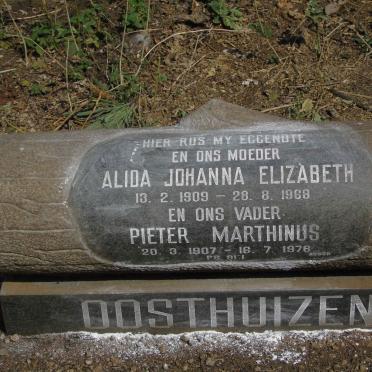 HIER RUS MY EGGENOTE
EN ONS MOEDER
ALIDA JOHANNA ELIZABETH
13. 2. 1909 - 29. 8. 1968
EN ONS VADER
PIETER MARTHINUS
20. 3. 1907 - 16. 7. 1976
OOSTHUIZEN